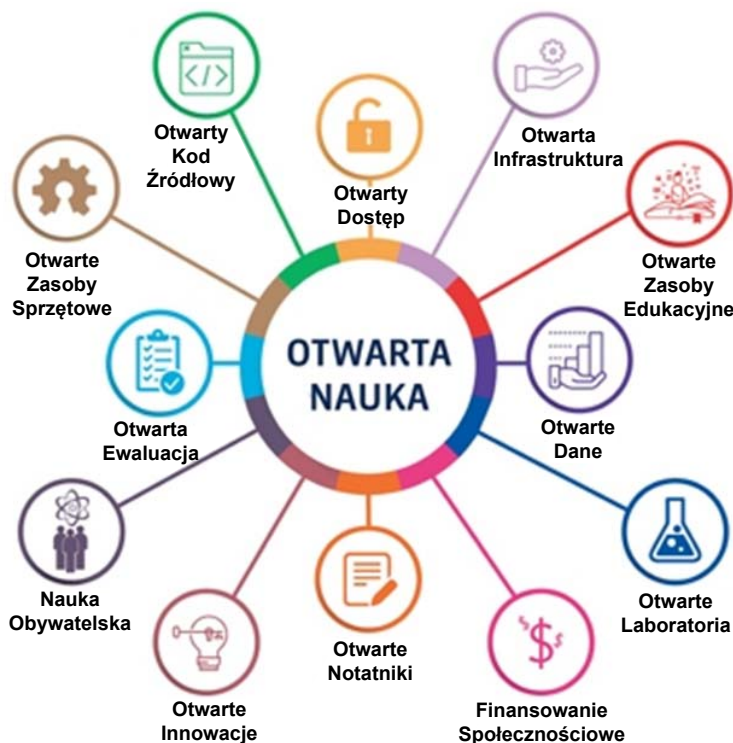 </>
Otwarty
Kod
Źródłowy
Otwarty
Dostęp
Otwarta
Infrastruktura
Otwarte
Zasoby
Sprzętowe
Otwarte
Zasoby
Edukacyjne
OTWARTA
NAUKA
Otwarta
Ewaluacja
Otwarte
Dane
Nauka
Obywatelska
Otwarte
Laboratoria
Otwarte
Innowacje
Otwarte
Notatniki
$ $ $
Finansowanie
Społecznościowe